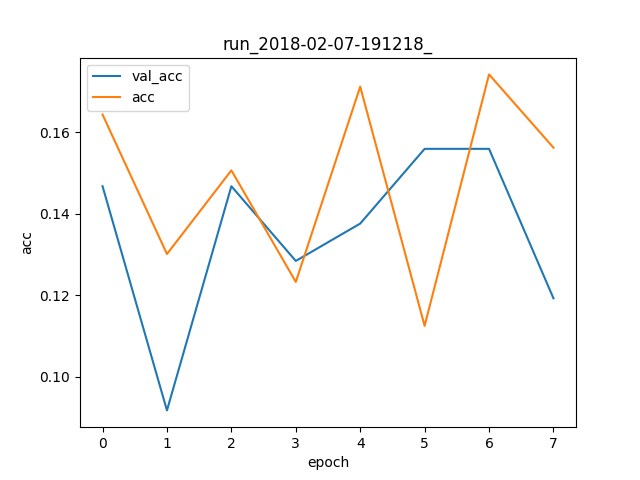 run_2018-02-07-191218_
val_acc
acc
0.16
0.14
0.12
0.10
acc
0 1 2 3 4 5 6 7
epoch